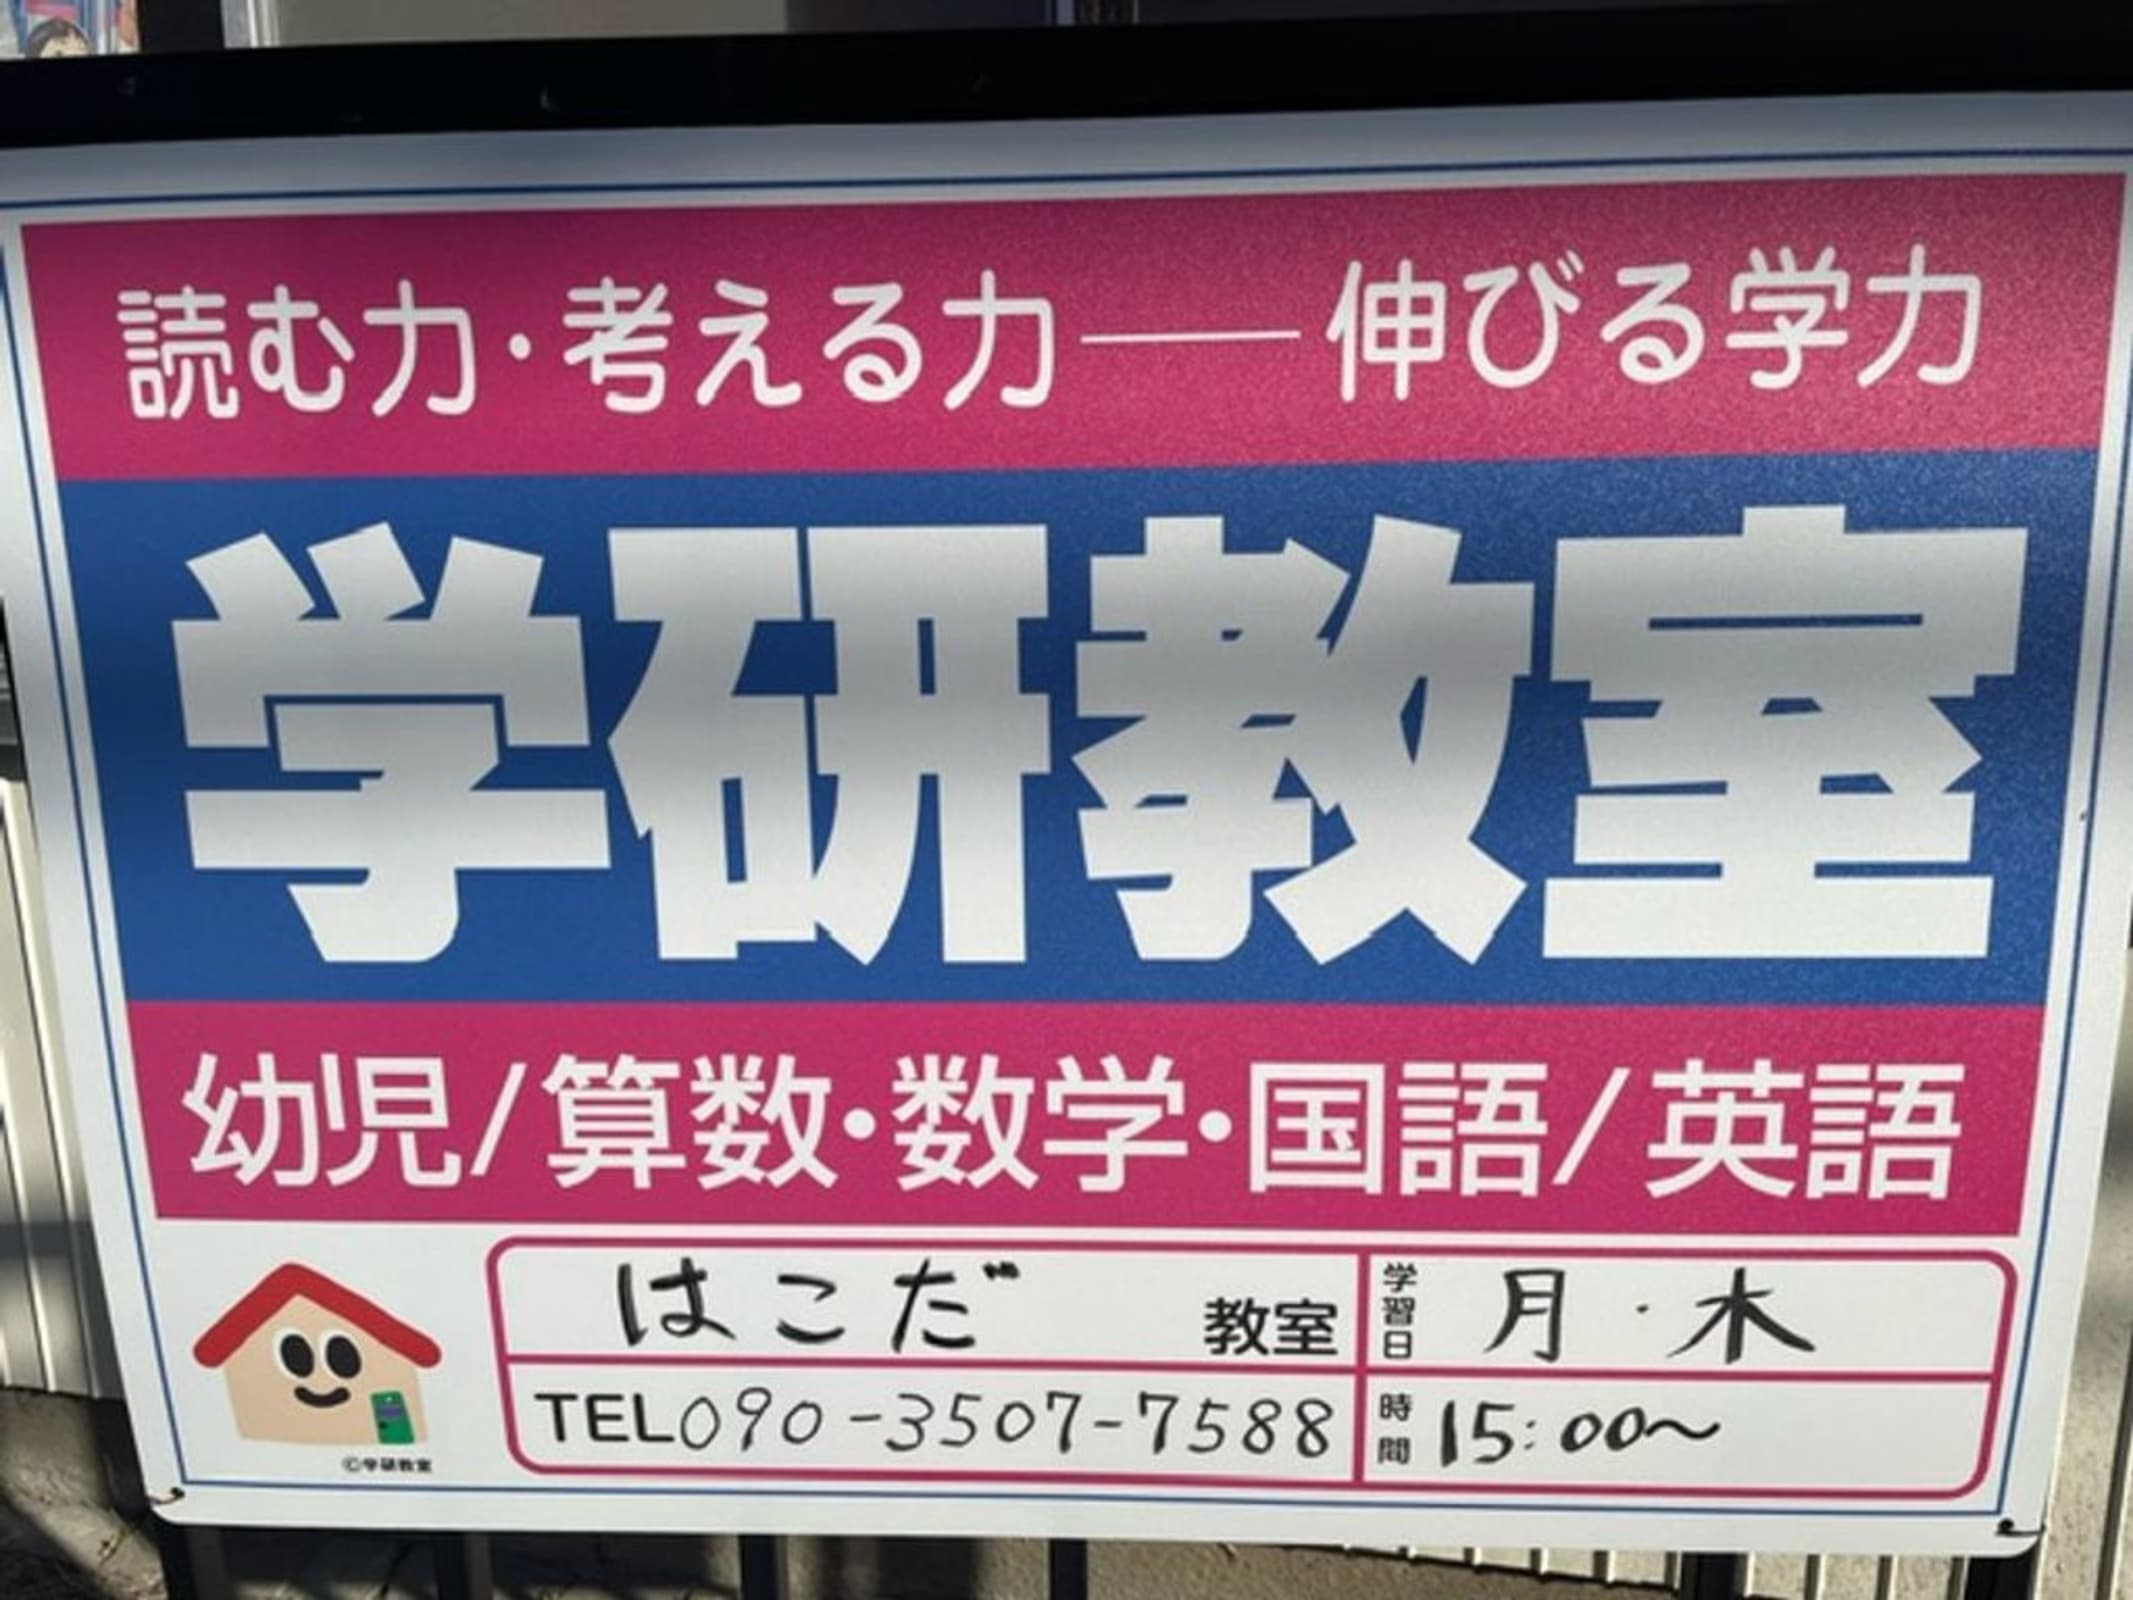 読む力・考える力――伸びる学力
学研教室
幼児/算数・数学・国語/英語
はこだ 教室
学習日 月・木
TEL090-3507-7588
時間 15:00〜
©学研教室